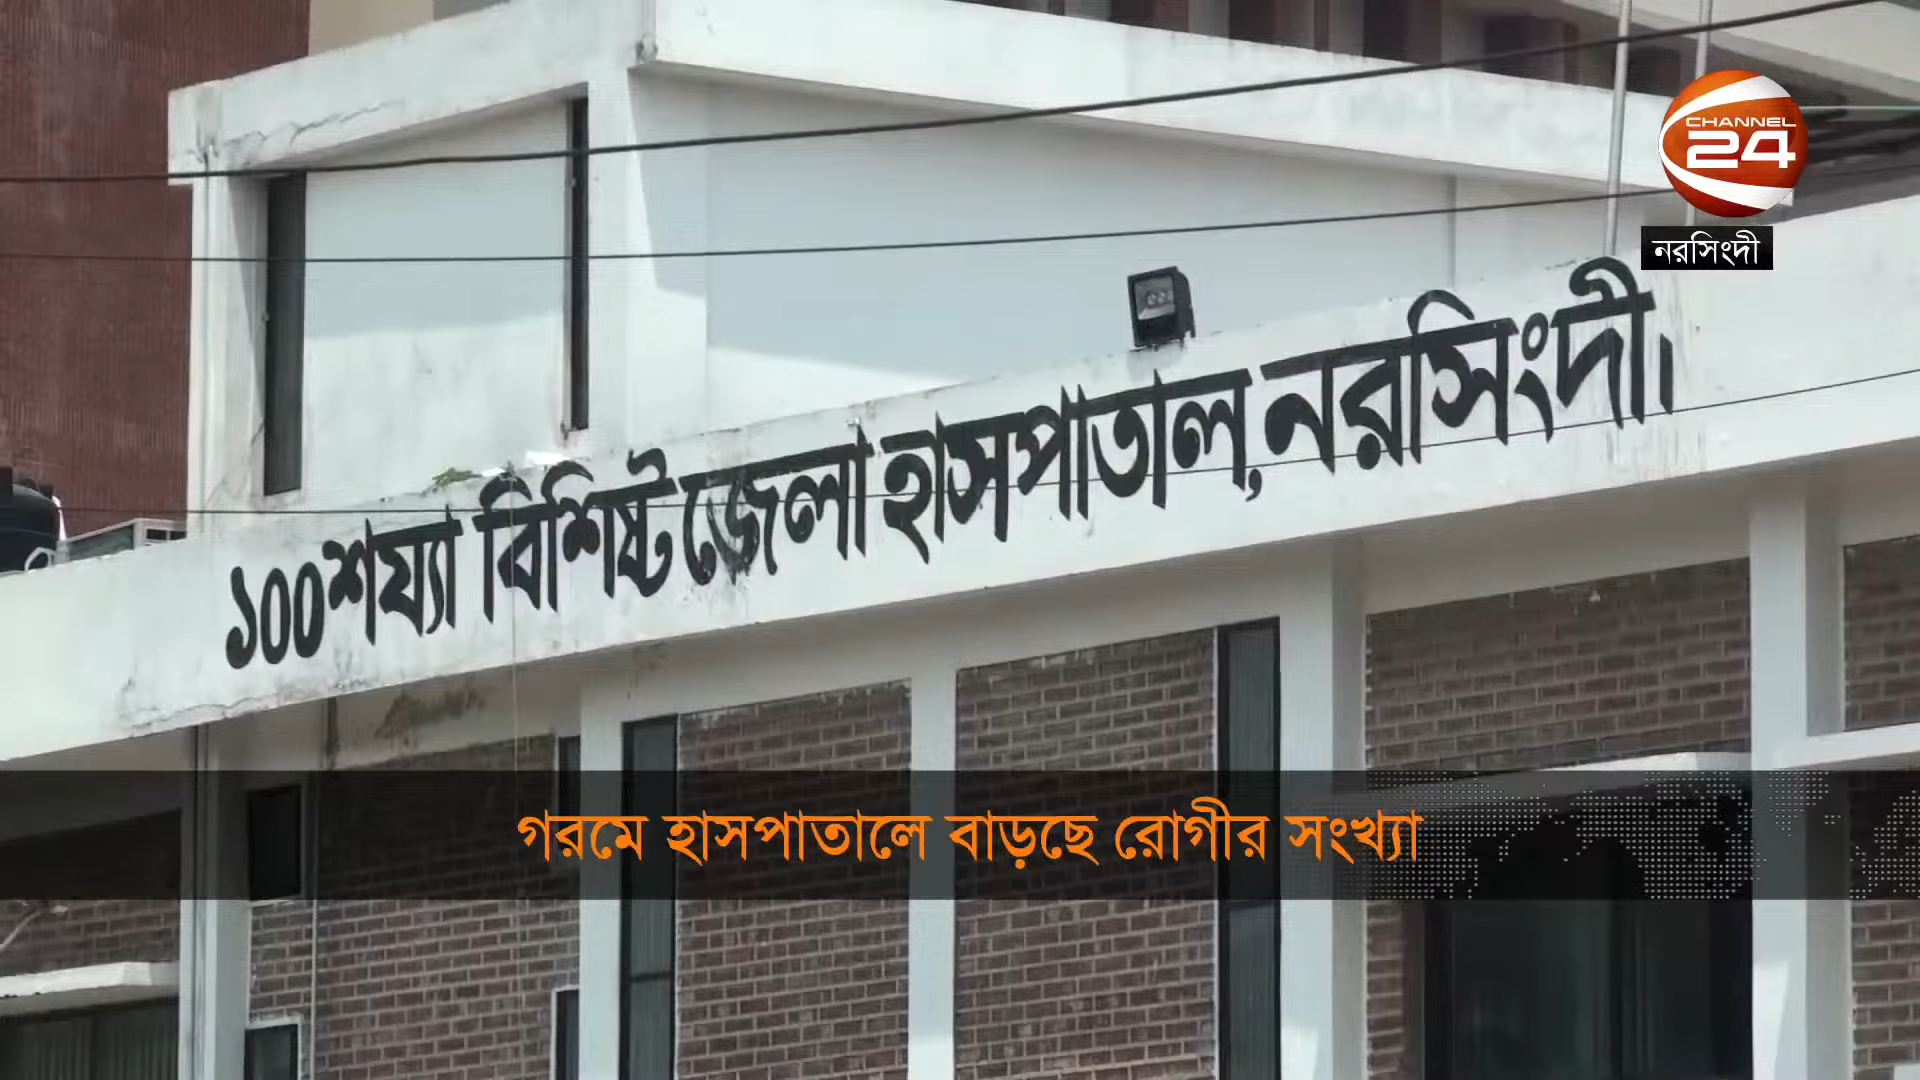 CHANNEL
24
নরসিংদী
১০০শয্যা বিশিষ্ট জেলা হাসপাতাল, নরসিংদী।
গরমে হাসপাতালে বাড়ছে রোগীর সংখ্যা